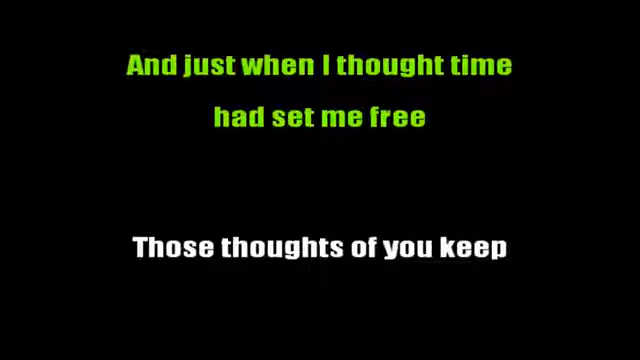 And just when I thought time
had set me free
Those thoughts of you keep